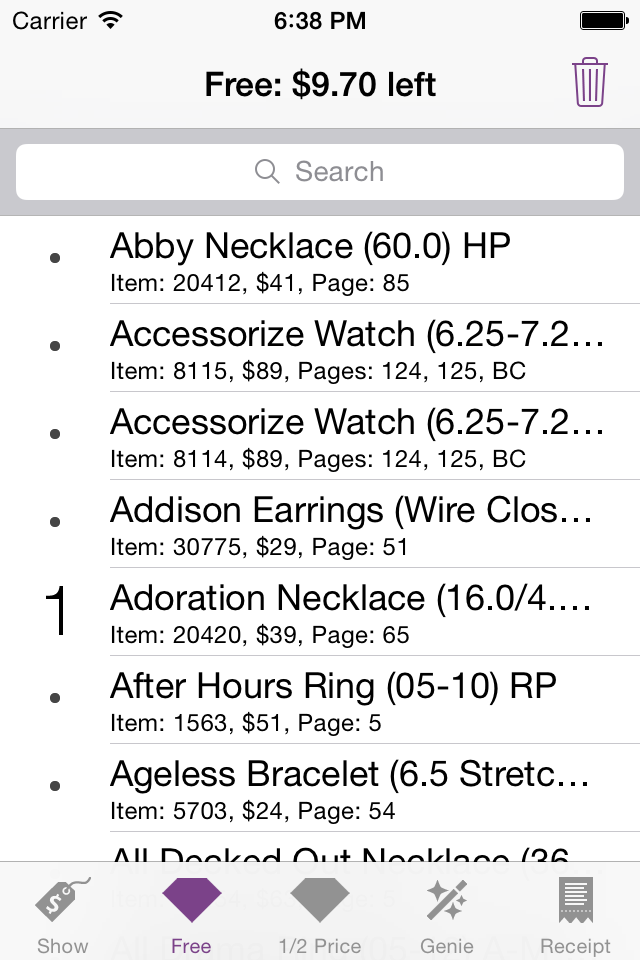 Carrier 6:38 PM
Free: $9.70 left
Search
Abby Necklace (60.0) HP
Item: 20412, $41, Page: 85
Accessorize Watch (6.25-7.2...
Item: 8115, $89, Pages: 124, 125, BC
Accessorize Watch (6.25-7.2...
Item: 8114, $89, Pages: 124, 125, BC
Addison Earrings (Wire Clos...
Item: 30775, $29, Page: 51
1 Adoration Necklace (16.0/4....
Item: 20420, $39, Page: 65
After Hours Ring (05-10) RP
Item: 1563, $51, Page: 5
Ageless Bracelet (6.5 Stretc...
Item: 5703, $24, Page: 54
All Decked Out Necklace (36...
Show Free 1/2 Price Genie Receipt